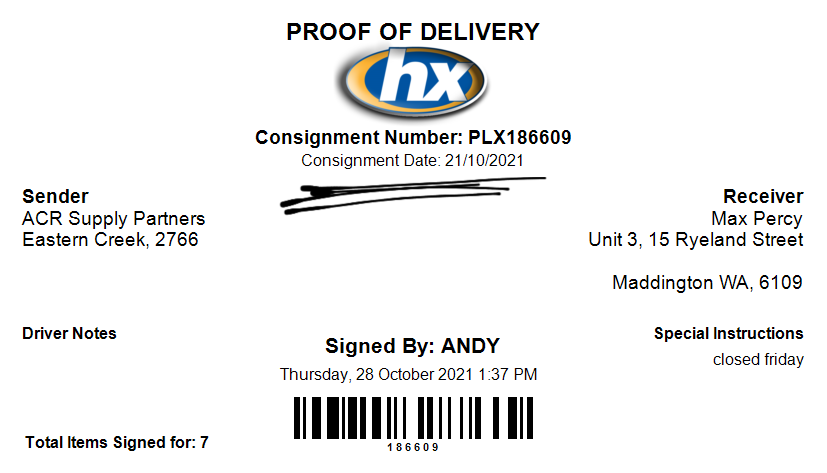 PROOF OF DELIVERY
hx
Consignment Number: PLX186609
Consignment Date: 21/10/2021
Sender
ACR Supply Partners
Eastern Creek, 2766
Receiver
Max Percy
Unit 3, 15 Ryeland Street
Maddington WA, 6109
Driver Notes
Signed By: ANDY
Thursday, 28 October 2021 1:37 PM
Special Instructions
closed friday
Total Items Signed for: 7
186609